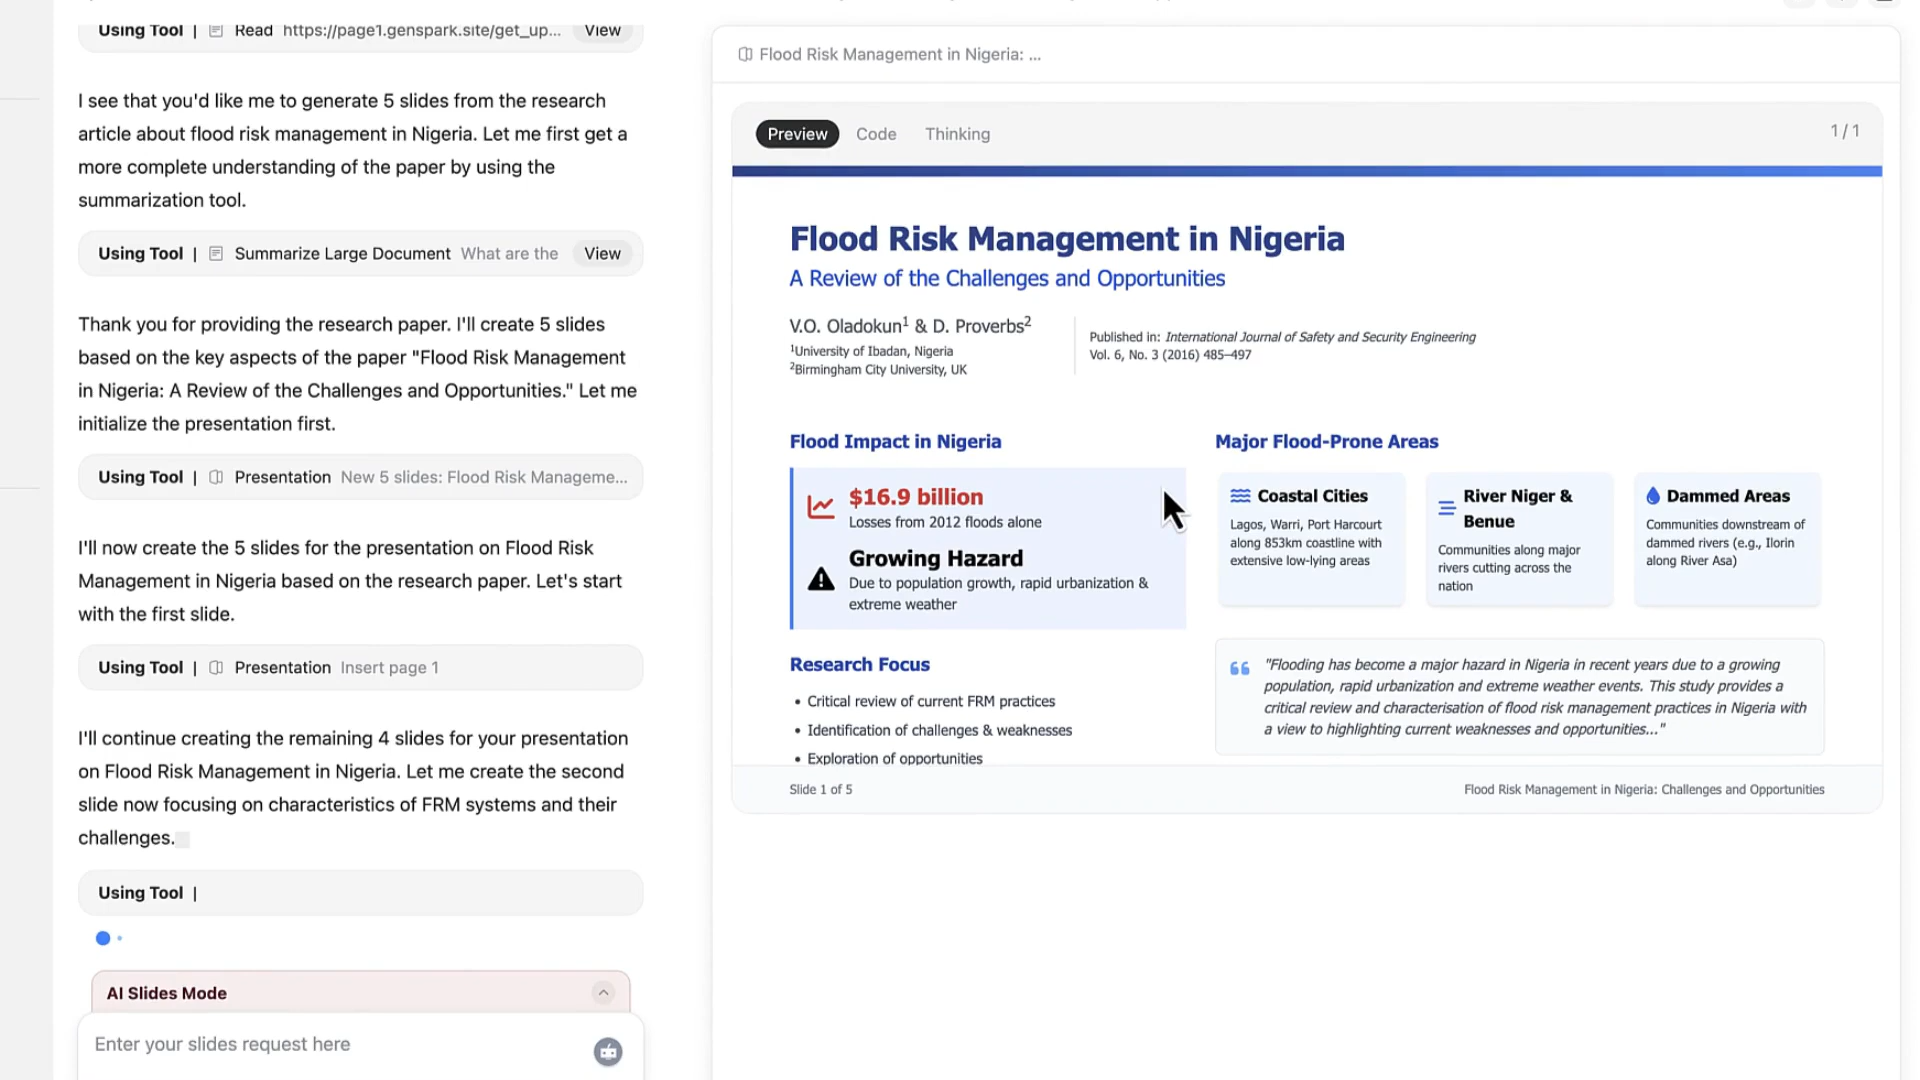 Using Tool | Read https://page1.genspark.site/get_up... View
I see that you'd like me to generate 5 slides from the research
article about flood risk management in Nigeria. Let me first get a
more complete understanding of the paper by using the
summarization tool.
Using Tool | Summarize Large Document What are the View
Thank you for providing the research paper. I'll create 5 slides
based on the key aspects of the paper "Flood Risk Management
in Nigeria: A Review of the Challenges and Opportunities." Let me
initialize the presentation first.
Using Tool | Presentation New 5 slides: Flood Risk Manageme...
I'll now create the 5 slides for the presentation on Flood Risk
Management in Nigeria based on the research paper. Let's start
with the first slide.
Using Tool | Presentation Insert page 1
I'll continue creating the remaining 4 slides for your presentation
on Flood Risk Management in Nigeria. Let me create the second
slide now focusing on characteristics of FRM systems and their
challenges.
Using Tool |
AI Slides Mode
Enter your slides request here
Flood Risk Management in Nigeria: ...
Preview Code Thinking 1 / 1
Flood Risk Management in Nigeria
A Review of the Challenges and Opportunities
V.O. Oladokun¹ & D. Proverbs²
¹University of Ibadan, Nigeria
²Birmingham City University, UK
Published in: International Journal of Safety and Security Engineering
Vol. 6, No. 3 (2016) 485–497
Flood Impact in Nigeria
$16.9 billion
Losses from 2012 floods alone
Growing Hazard
Due to population growth, rapid urbanization &
extreme weather
Research Focus
• Critical review of current FRM practices
• Identification of challenges & weaknesses
• Exploration of opportunities
Major Flood-Prone Areas
Coastal Cities
Lagos, Warri, Port Harcourt
along 853km coastline with
extensive low-lying areas
River Niger &
Benue
Communities along major
rivers cutting across the
nation
Dammed Areas
Communities downstream of
dammed rivers (e.g., Ilorin
along River Asa)
"Flooding has become a major hazard in Nigeria in recent years due to a growing
population, rapid urbanization and extreme weather events. This study provides a
critical review and characterisation of flood risk management practices in Nigeria with
a view to highlighting current weaknesses and opportunities..."
Slide 1 of 5
Flood Risk Management in Nigeria: Challenges and Opportunities